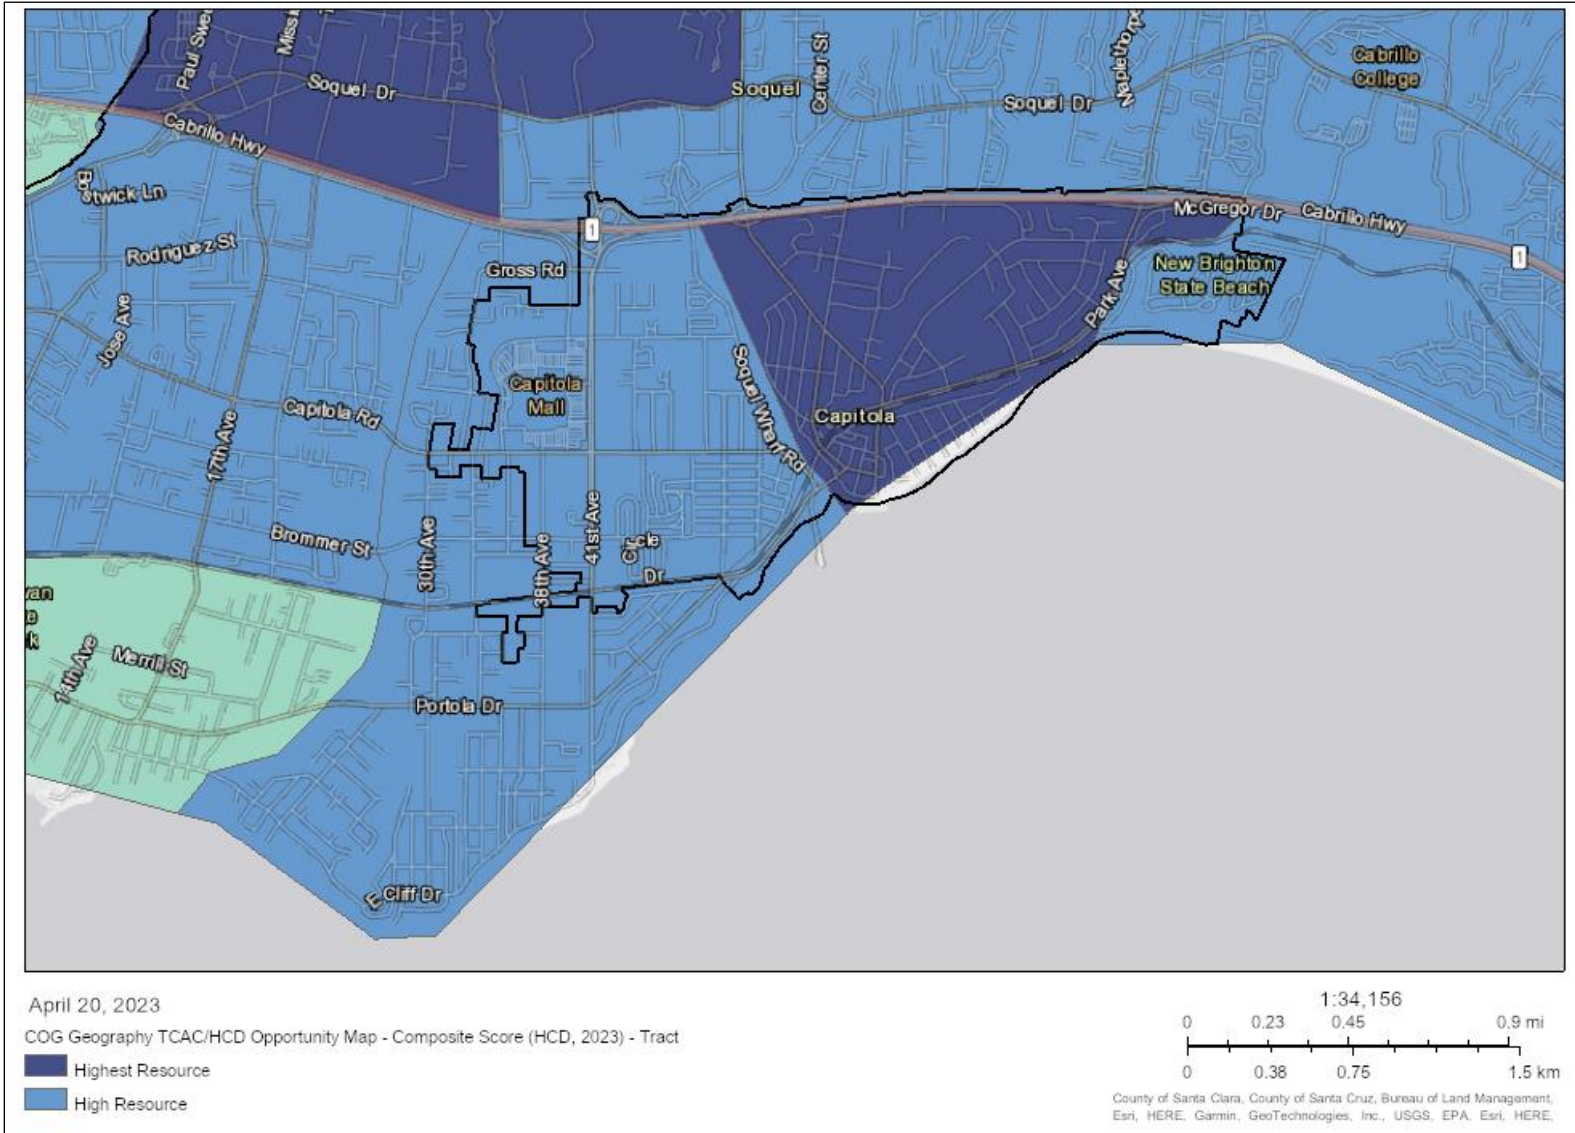 Paul Swe
Missi
Soquel Dr
Soquel
Center St
Soquel Dr
Maplethorpe
Cabrillo
College
Cabrillo Hwy
Bostwick Ln
Rodriguez St
Gross Rd
1
McGregor Dr
Cabrillo Hwy
1
New Brighton
State Beach
Park Ave
Jose Ave
Capitola Rd
17th Ave
Capitola
Mall
Soquel Wharf Rd
Capitola
Brommer St
30th Ave
38th Ave
41st Ave
Circle
Dr
van
e
k
14th Ave
Merrill St
Portola Dr
E Cliff Dr
April 20, 2023
COG Geography TCAC/HCD Opportunity Map - Composite Score (HCD, 2023) - Tract
Highest Resource
High Resource
1:34,156
0 0.23 0.45 0.9 mi
0 0.38 0.75 1.5 km
County of Santa Clara, County of Santa Cruz, Bureau of Land Management,
Esri, HERE, Garmin, GeoTechnologies, Inc., USGS, EPA, Esri, HERE,